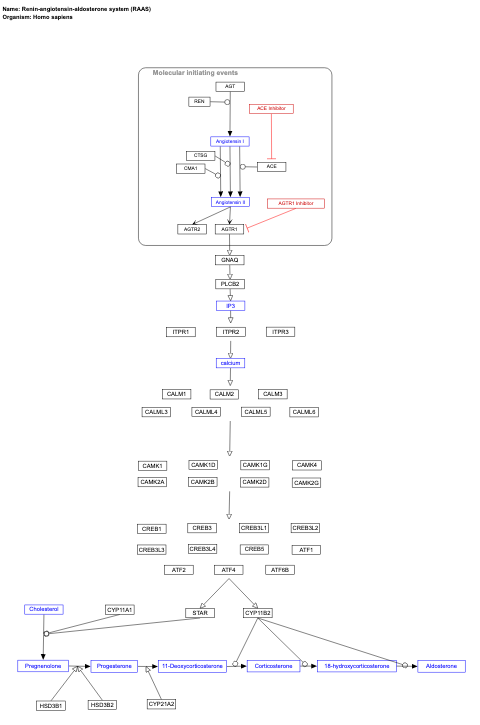 Name: Renin-angiotensin-aldosterone system (RAAS)
Organism: Homo sapiens
Molecular initiating events
AGT
REN
ACE Inhibitor
Angiotensin I
CTSG
CMA1
ACE
Angiotensin II
AGTR1 Inhibitor
AGTR2
AGTR1
GNAQ
PLCB2
IP3
ITPR1
ITPR2
ITPR3
calcium
CALM1
CALM2
CALM3
CALML3
CALML4
CALML5
CALML6
CAMK1
CAMK1D
CAMK1G
CAMK4
CAMK2A
CAMK2B
CAMK2D
CAMK2G
CREB1
CREB3
CREB3L1
CREB3L2
CREB3L3
CREB3L4
CREB5
ATF1
ATF2
ATF4
ATF6B
Cholesterol
CYP11A1
STAR
CYP11B2
Pregnenolone
Progesterone
11-Deoxycorticosterone
Corticosterone
18-hydroxycorticosterone
Aldosterone
HSD3B1
HSD3B2
CYP21A2